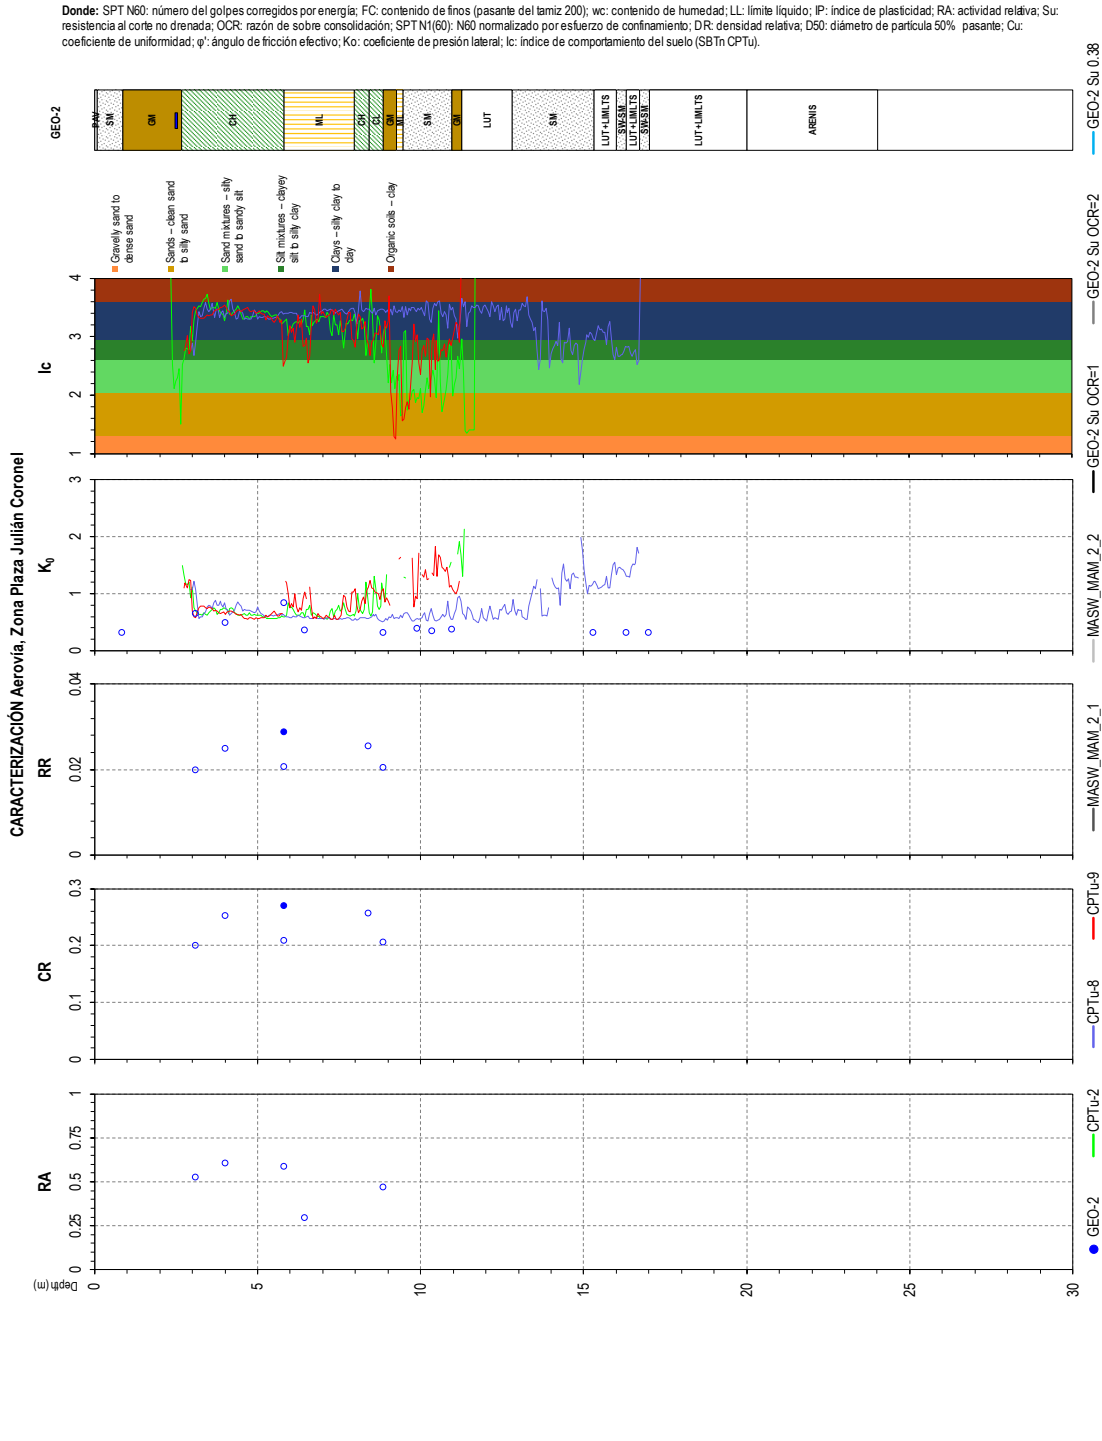 Donde: SPT N60: número del golpes corregidos por energía; FC: contenido de finos (pasante del tamiz 200); wc: contenido de humedad; LL: límite líquido; IP: índice de plasticidad; RA: actividad relativa; Su:
resistencia al corte no drenada; OCR: razón de sobre consolidación; SPT N1(60): N60 normalizado por esfuerzo de confinamiento; DR: densidad relativa; D50: diámetro de partícula 50% pasante; Cu:
coeficiente de uniformidad; φ': ángulo de fricción efectivo; Ko: coeficiente de presión lateral; Ic: índice de comportamiento del suelo (SBTn CPTu).
CARACTERIZACIÓN Aerovía, Zona Plaza Julián Coronel
Depth (m)
0
5
10
15
20
25
30
RA
0
0.25
0.5
0.75
1
CR
0
0.1
0.2
0.3
RR
0
0.02
0.04
K0
0
1
2
3
Ic
1
2
3
4
Gravelly sand to
dense sand
Sands – clean sand
to silty sand
Sand mixtures – silty
sand to sandy silt
Silt mixtures – clayey
silt to silty clay
Clays – silty clay to
clay
Organic soils – clay
GEO-2
PAV
SM
GM
CH
ML
CH
CL
GM
ML
SM
GM
LUT
SM
LUT+LIMLTS
SW-SM
LUT+LIMLTS
SW-SM
LUT+LIMLTS
ARENIS
GEO-2
CPTu-2
CPTu-8
CPTu-9
MASW_MAM_2_1
MASW_MAM_2_2
GEO-2 Su OCR=1
GEO-2 Su OCR=2
GEO-2 Su 0.38